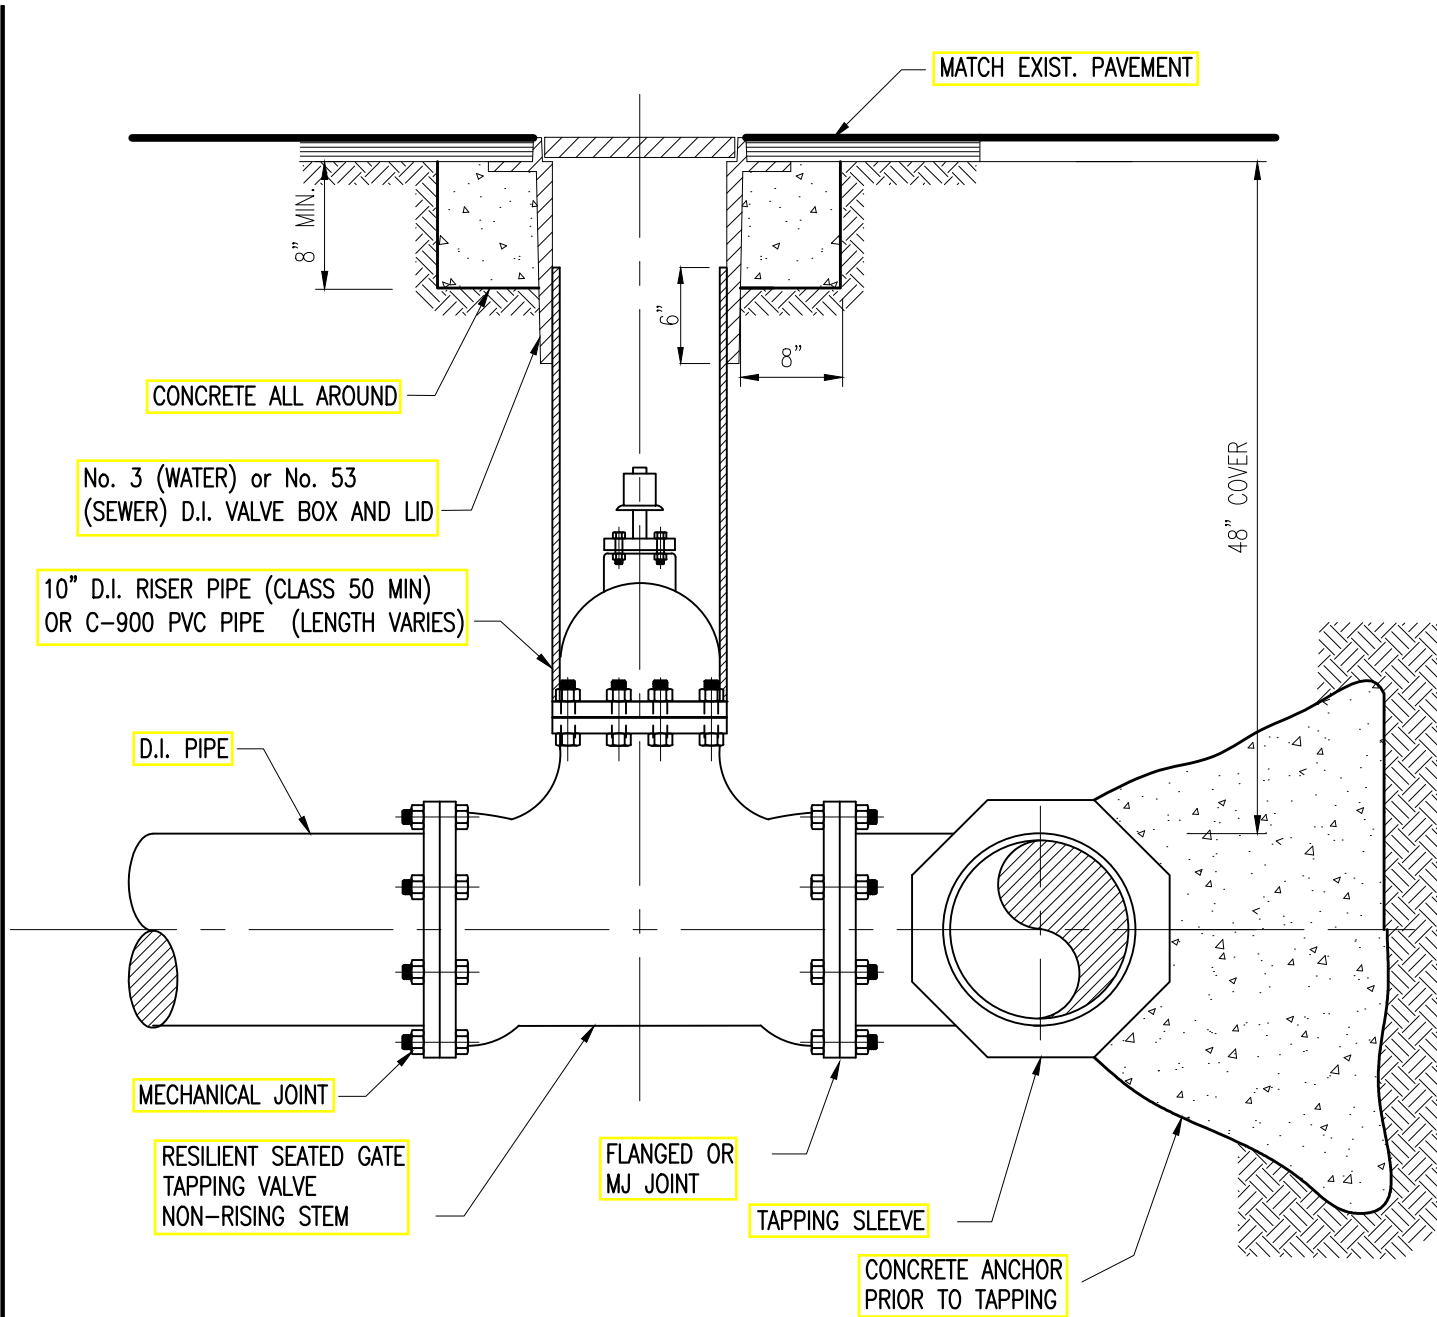 MATCH EXIST. PAVEMENT
8" MIN.
6"
8"
CONCRETE ALL AROUND
No. 3 (WATER) or No. 53
(SEWER) D.I. VALVE BOX AND LID
48" COVER
10" D.I. RISER PIPE (CLASS 50 MIN)
OR C-900 PVC PIPE (LENGTH VARIES)
D.I. PIPE
MECHANICAL JOINT
RESILIENT SEATED GATE
TAPPING VALVE
NON-RISING STEM
FLANGED OR
MJ JOINT
TAPPING SLEEVE
CONCRETE ANCHOR
PRIOR TO TAPPING